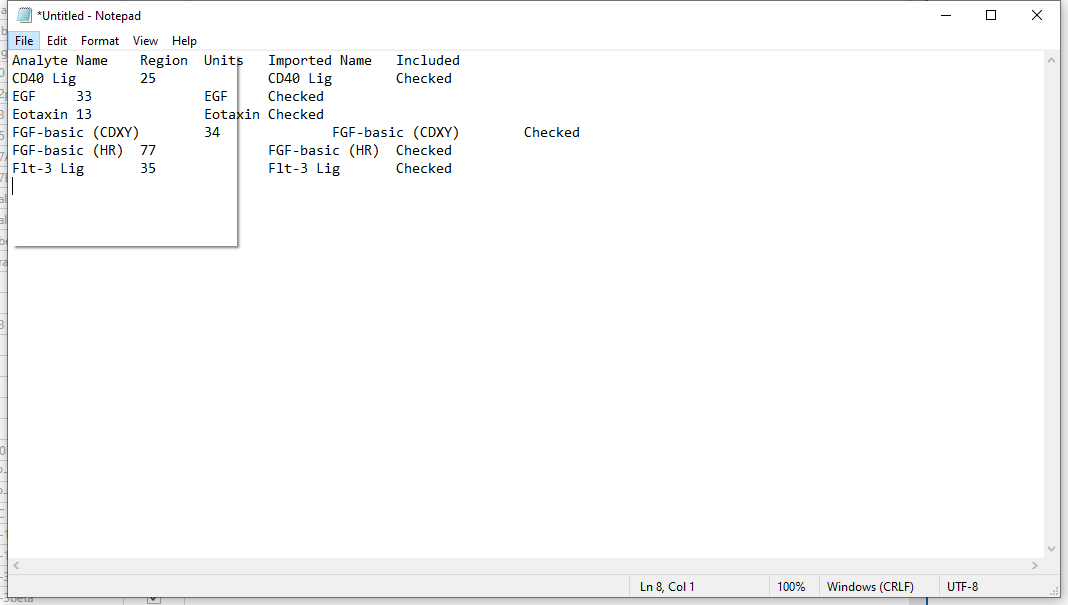 *Untitled - Notepad
File Edit Format View Help
Analyte Name Region Units Imported Name Included
CD40 Lig 25 CD40 Lig Checked
EGF 33 EGF Checked
Eotaxin 13 Eotaxin Checked
FGF-basic (CDXY) 34 FGF-basic (CDXY) Checked
FGF-basic (HR) 77 FGF-basic (HR) Checked
Flt-3 Lig 35 Flt-3 Lig Checked
Ln 8, Col 1 100% Windows (CRLF) UTF-8